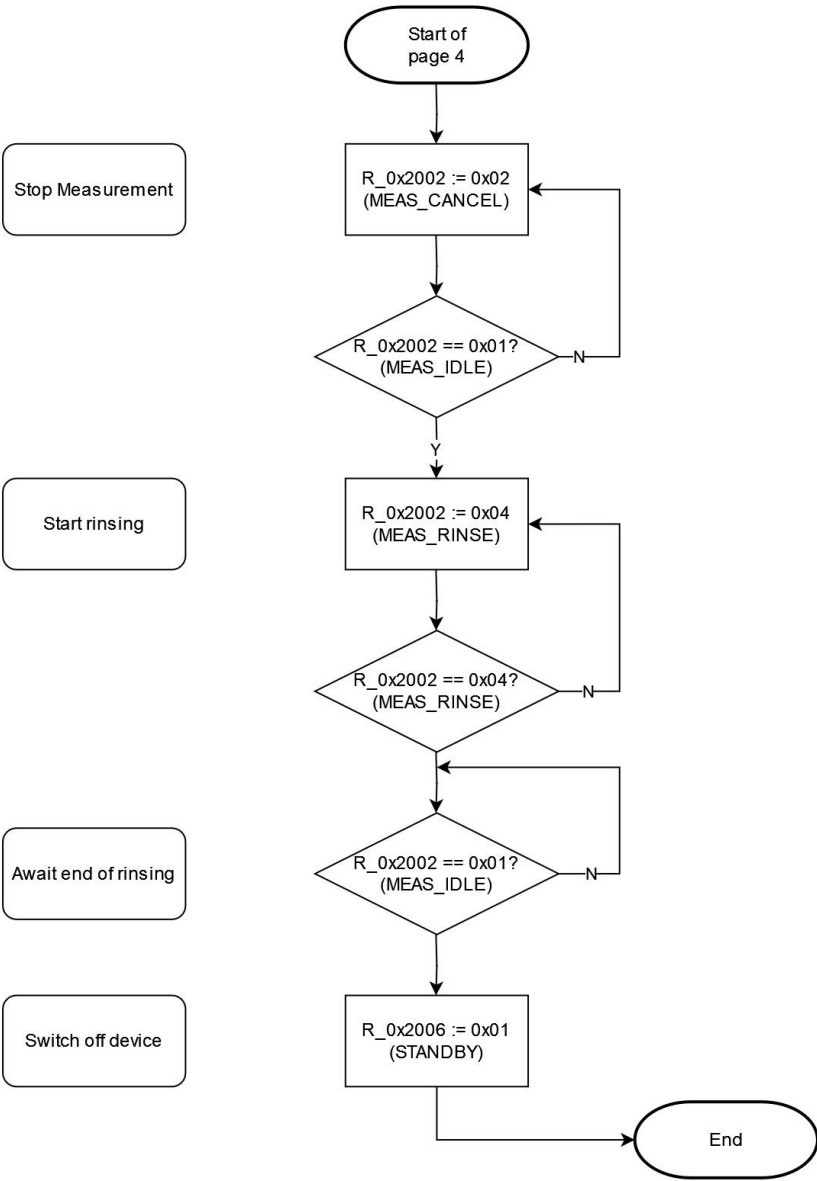 Start of
page 4
Stop Measurement
R_0x2002 := 0x02
(MEAS_CANCEL)
R_0x2002 == 0x01?
(MEAS_IDLE)
N
Y
Start rinsing
R_0x2002 := 0x04
(MEAS_RINSE)
R_0x2002 == 0x04?
(MEAS_RINSE)
N
Await end of rinsing
R_0x2002 == 0x01?
(MEAS_IDLE)
N
Switch off device
R_0x2006 := 0x01
(STANDBY)
End